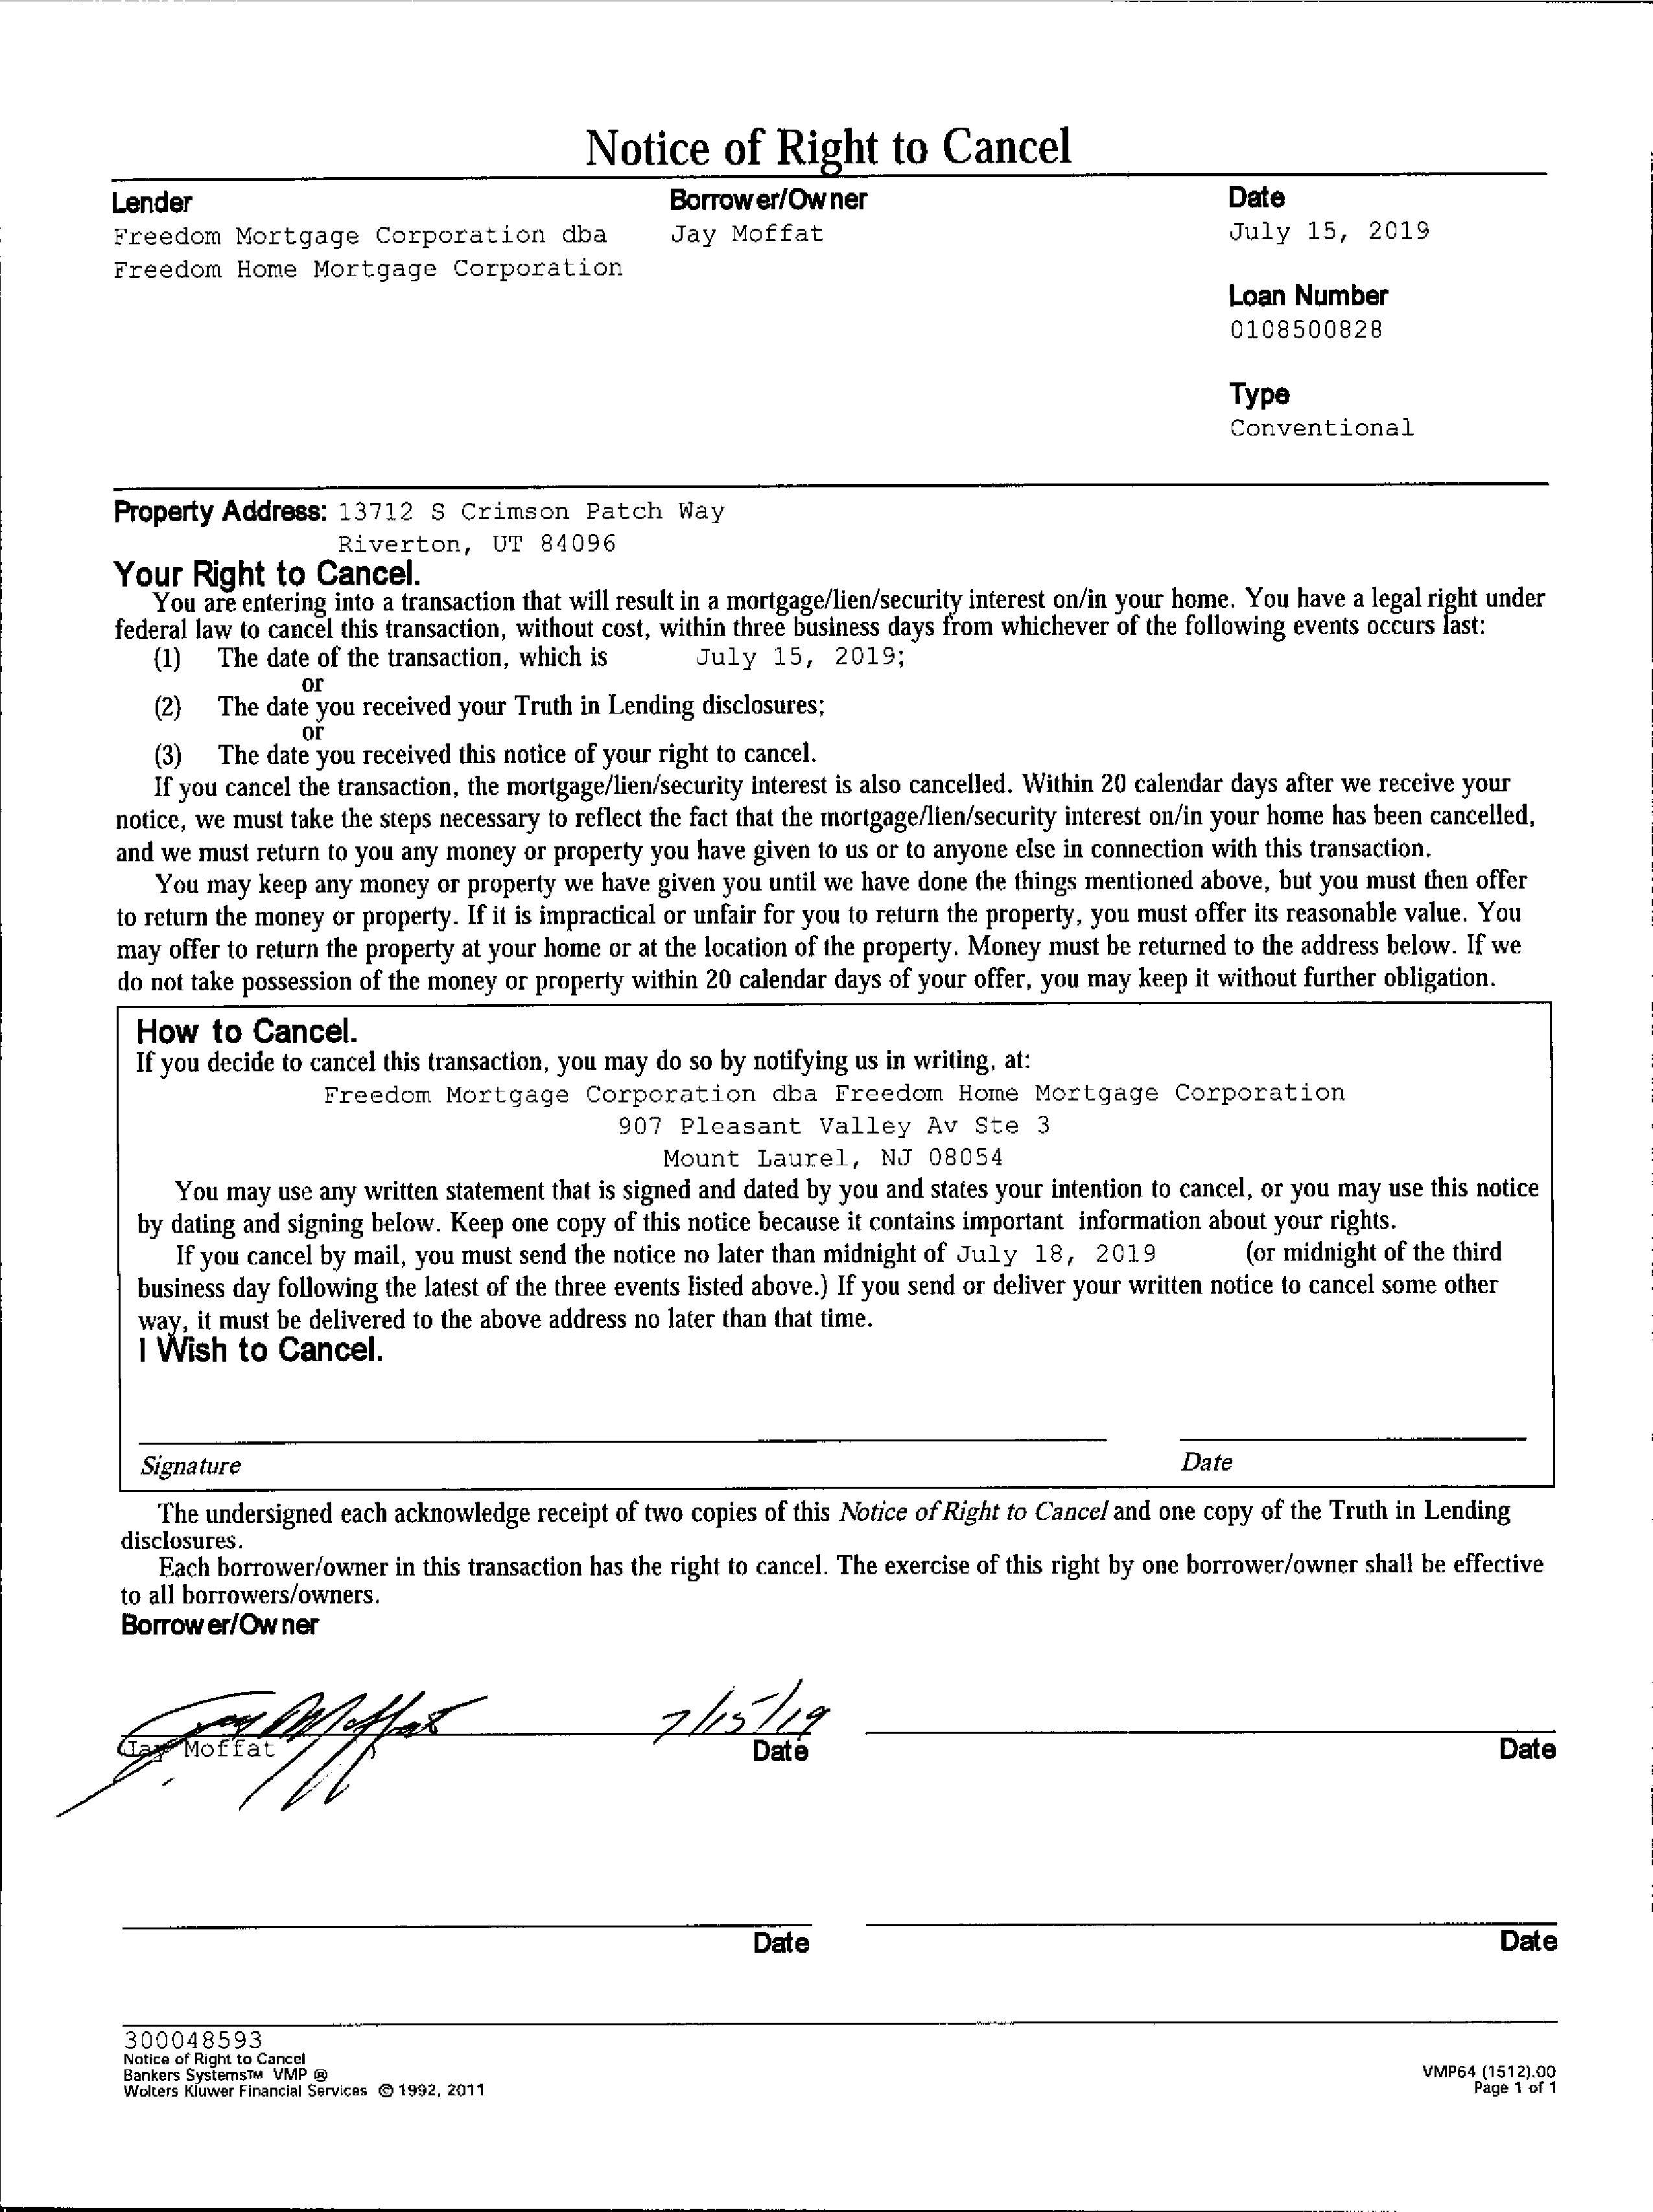 Notice of Right to Cancel
Lender Borrower/Owner Date
Freedom Mortgage Corporation dba Jay Moffat July 15, 2019
Freedom Home Mortgage Corporation
Loan Number
0108500828
Type
Conventional
Property Address: 13712 S Crimson Patch Way
Riverton, UT 84096
Your Right to Cancel.
You are entering into a transaction that will result in a mortgage/lien/security interest on/in your home. You have a legal right under
federal law to cancel this transaction, without cost, within three business days from whichever of the following events occurs last:
(1) The date of the transaction, which is July 15, 2019;
or
(2) The date you received your Truth in Lending disclosures;
or
(3) The date you received this notice of your right to cancel.
If you cancel the transaction, the mortgage/lien/security interest is also cancelled. Within 20 calendar days after we receive your
notice, we must take the steps necessary to reflect the fact that the mortgage/lien/security interest on/in your home has been cancelled,
and we must return to you any money or property you have given to us or to anyone else in connection with this transaction.
You may keep any money or property we have given you until we have done the things mentioned above, but you must then offer
to return the money or property. If it is impractical or unfair for you to return the property, you must offer its reasonable value. You
may offer to return the property at your home or at the location of the property. Money must be returned to the address below. If we
do not take possession of the money or property within 20 calendar days of your offer, you may keep it without further obligation.
How to Cancel.
If you decide to cancel this transaction, you may do so by notifying us in writing, at:
Freedom Mortgage Corporation dba Freedom Home Mortgage Corporation
907 Pleasant Valley Av Ste 3
Mount Laurel, NJ 08054
You may use any written statement that is signed and dated by you and states your intention to cancel, or you may use this notice
by dating and signing below. Keep one copy of this notice because it contains important information about your rights.
If you cancel by mail, you must send the notice no later than midnight of July 18, 2019 (or midnight of the third
business day following the latest of the three events listed above.) If you send or deliver your written notice to cancel some other
way, it must be delivered to the above address no later than that time.
I Wish to Cancel.
Signature Date
The undersigned each acknowledge receipt of two copies of this Notice of Right to Cancel and one copy of the Truth in Lending
disclosures.
Each borrower/owner in this transaction has the right to cancel. The exercise of this right by one borrower/owner shall be effective
to all borrowers/owners.
Borrower/Owner
Jay Moffat 7/15/19
Jay Moffat Date Date
Date Date
300048593
Notice of Right to Cancel
Bankers Systems™ VMP ®
Wolters Kluwer Financial Services © 1992, 2011
VMP64 (1512).00
Page 1 of 1